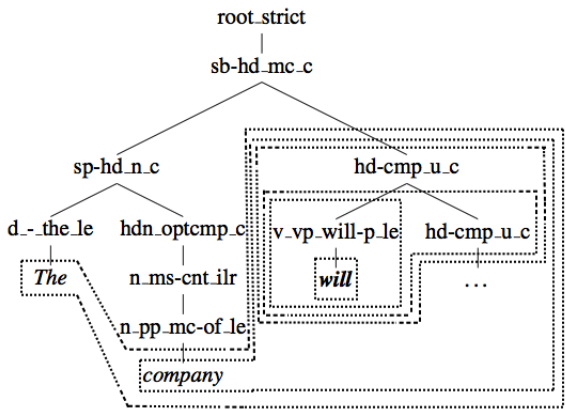 root_strict
sb-hd_mc_c
sp-hd_n_c hd-cmp_u_c
d_-_the_le hdn_optcmp_c v_vp_will-p_le hd-cmp_u_c
The n_ms-cnt_ilr will ...
n_pp_mc-of_le
company